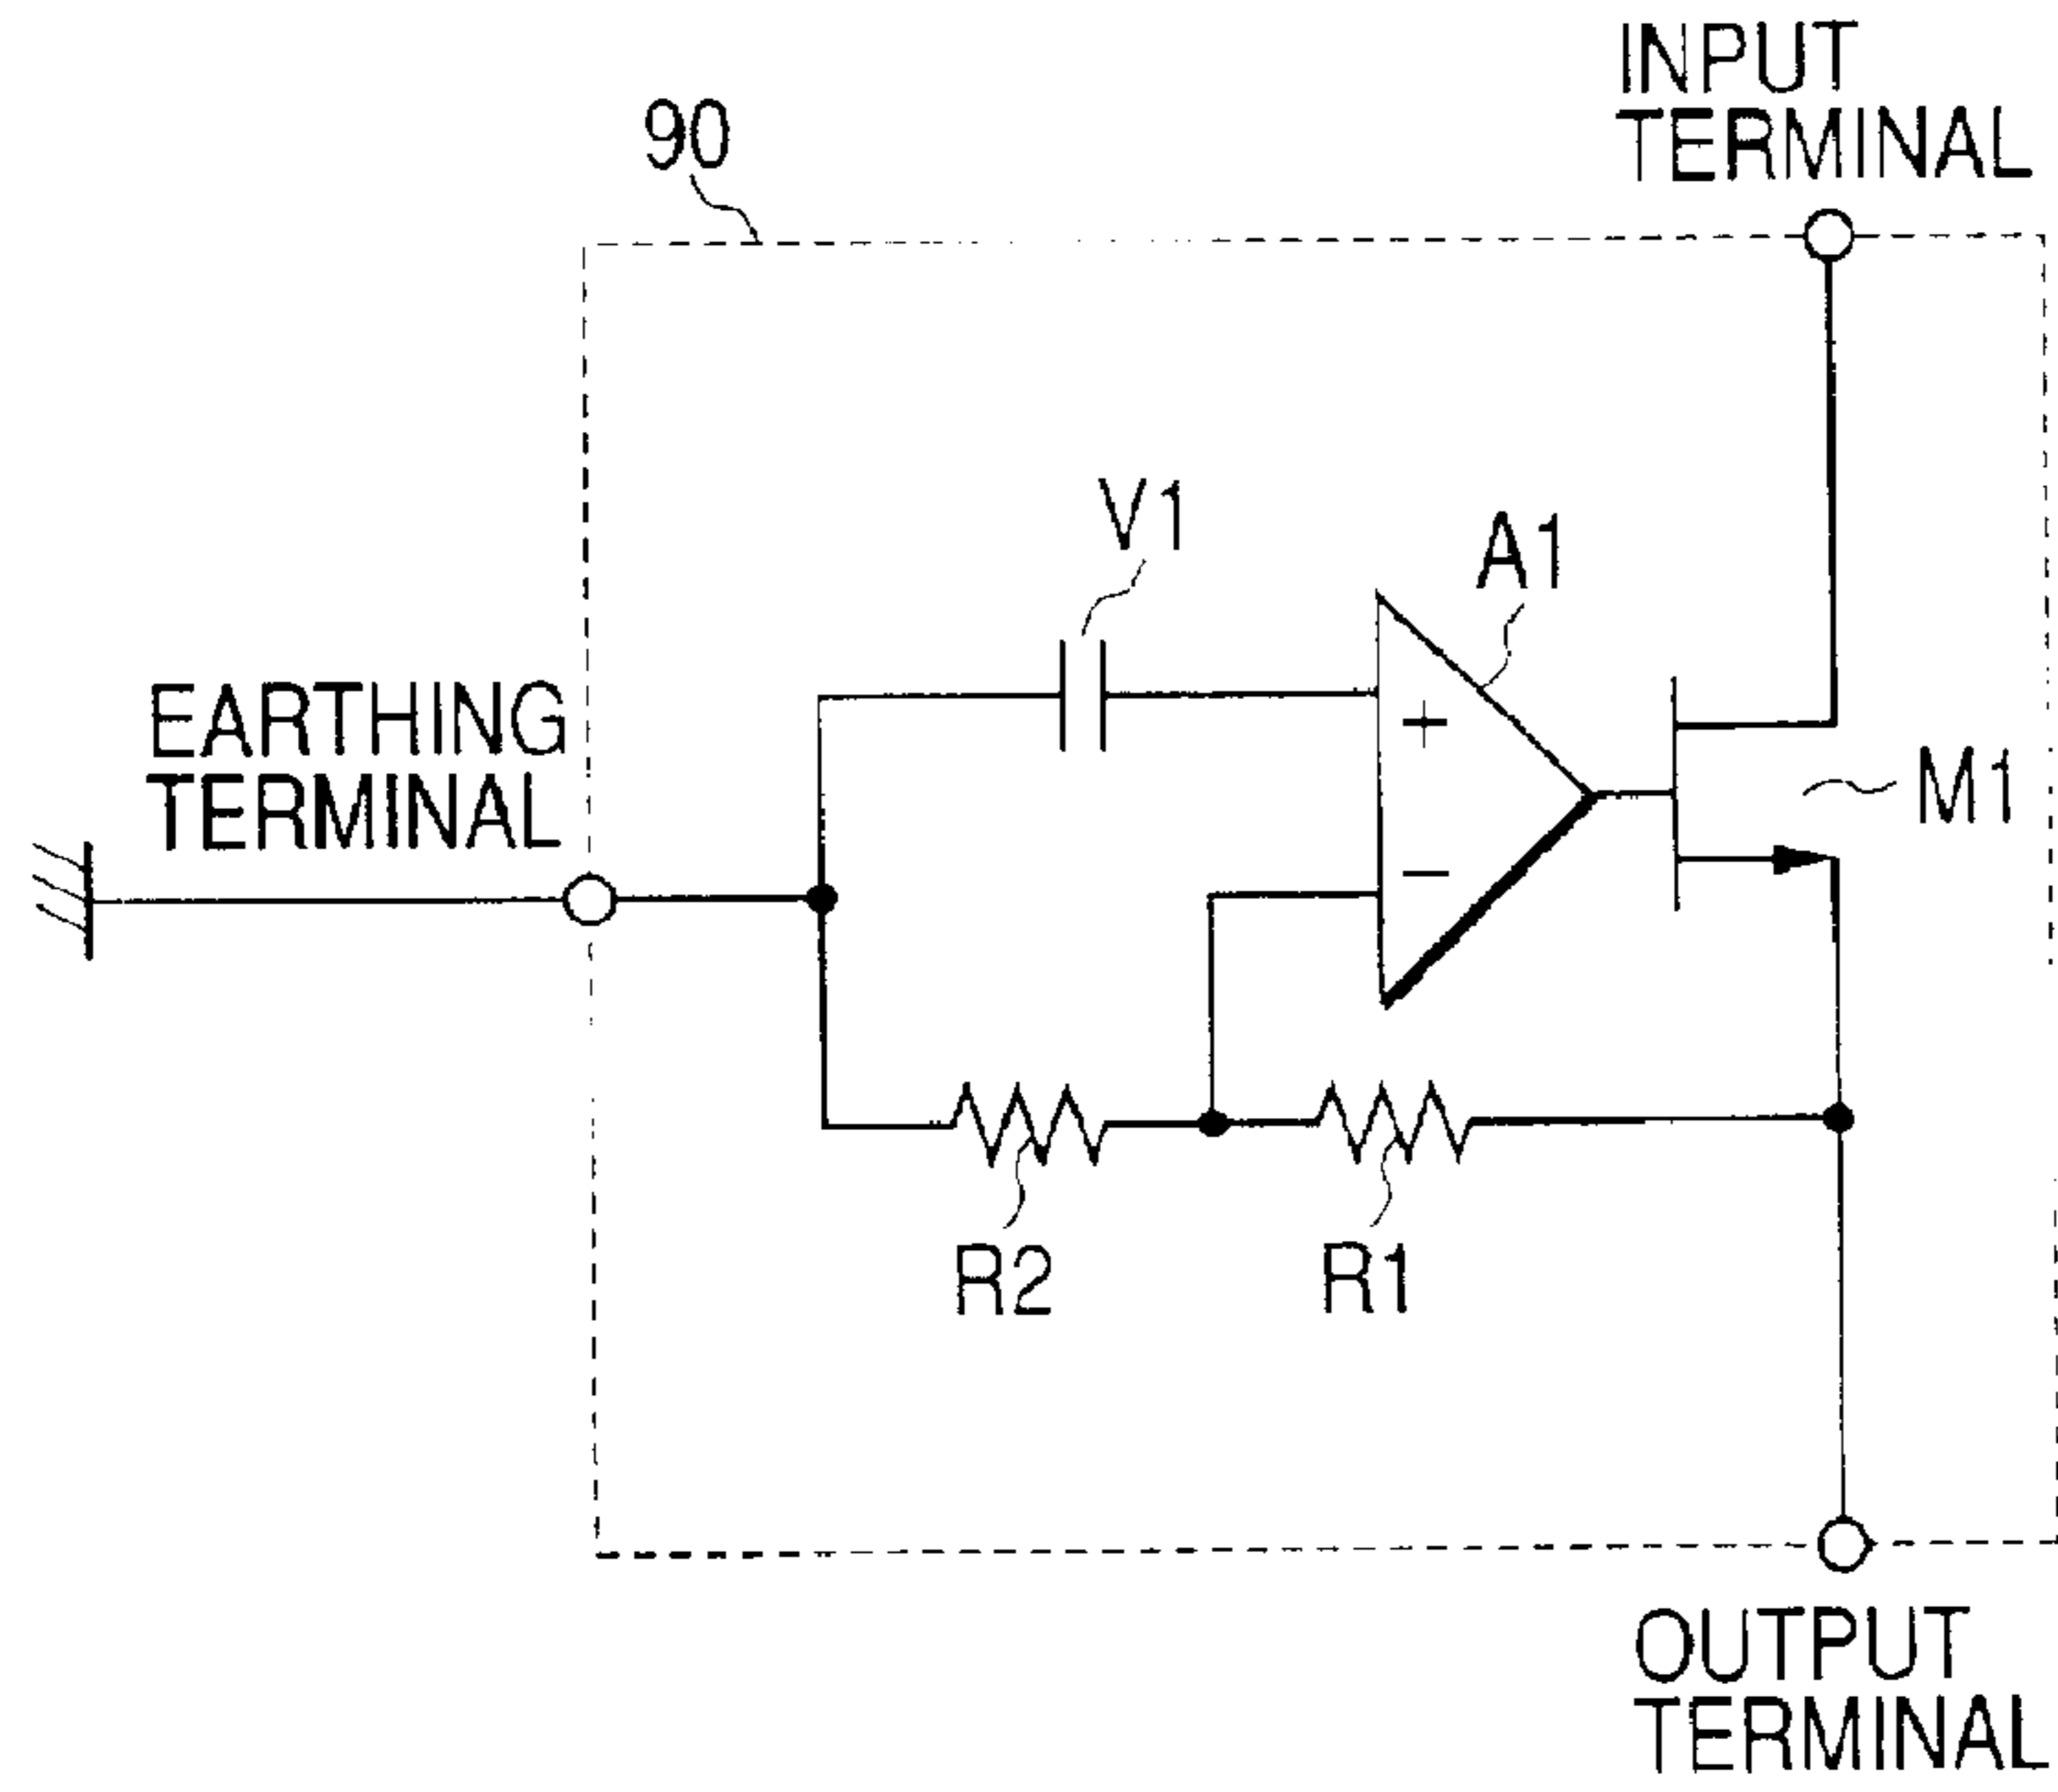 INPUT
TERMINAL
90
V1
A1
EARTHING
TERMINAL
+
M1
−
R2
R1
OUTPUT
TERMINAL